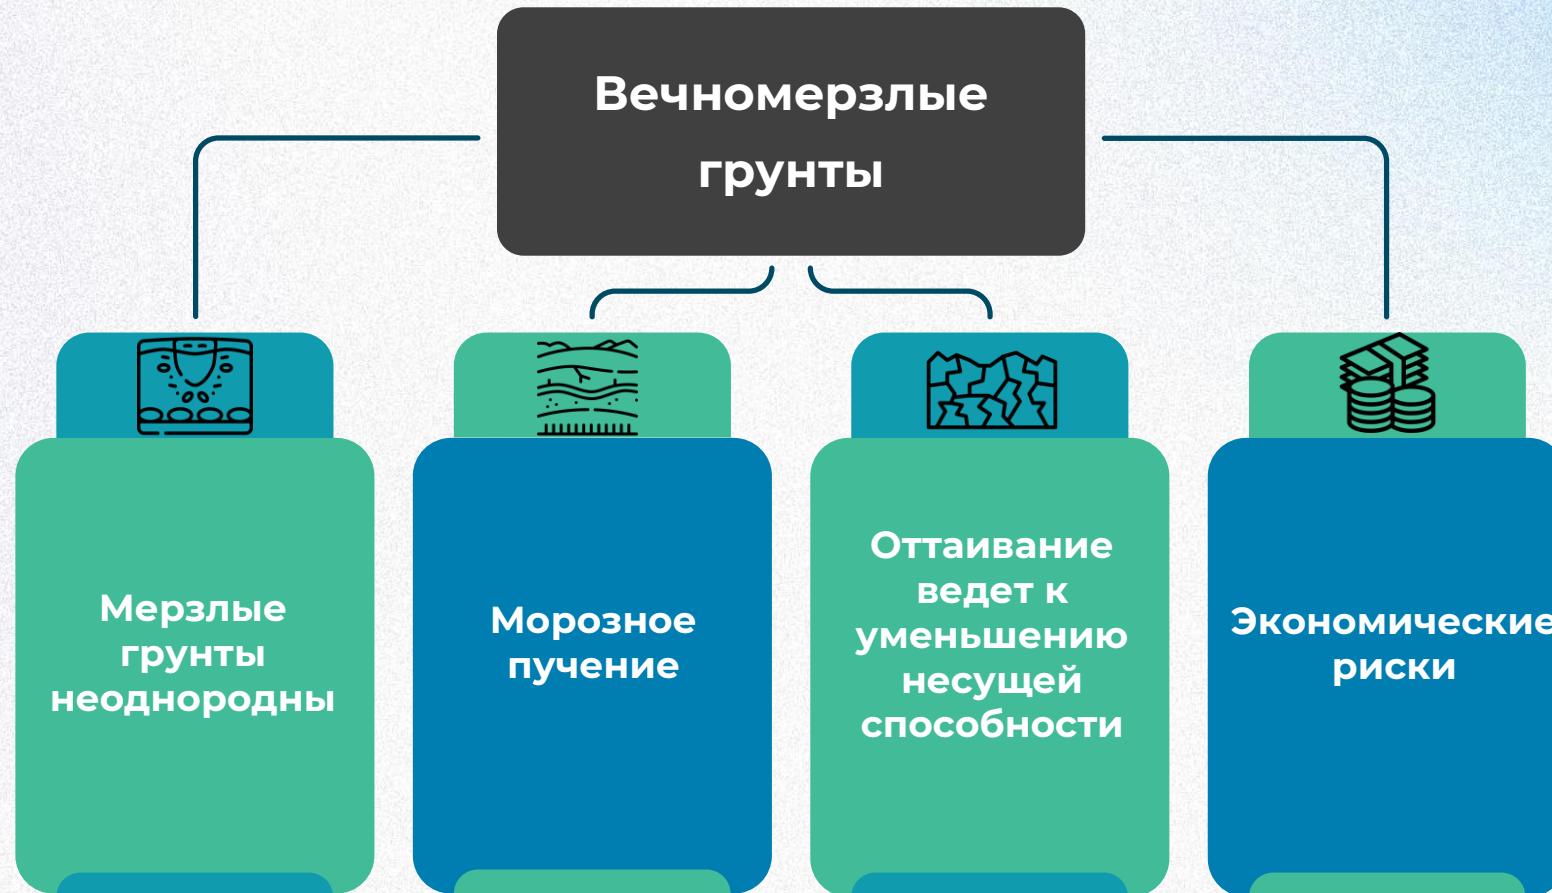 Вечномерзлые
грунты
Мерзлые
грунты
неоднородны
Морозное
пучение
Оттаивание
ведет к
уменьшению
несущей
способности
Экономические
риски